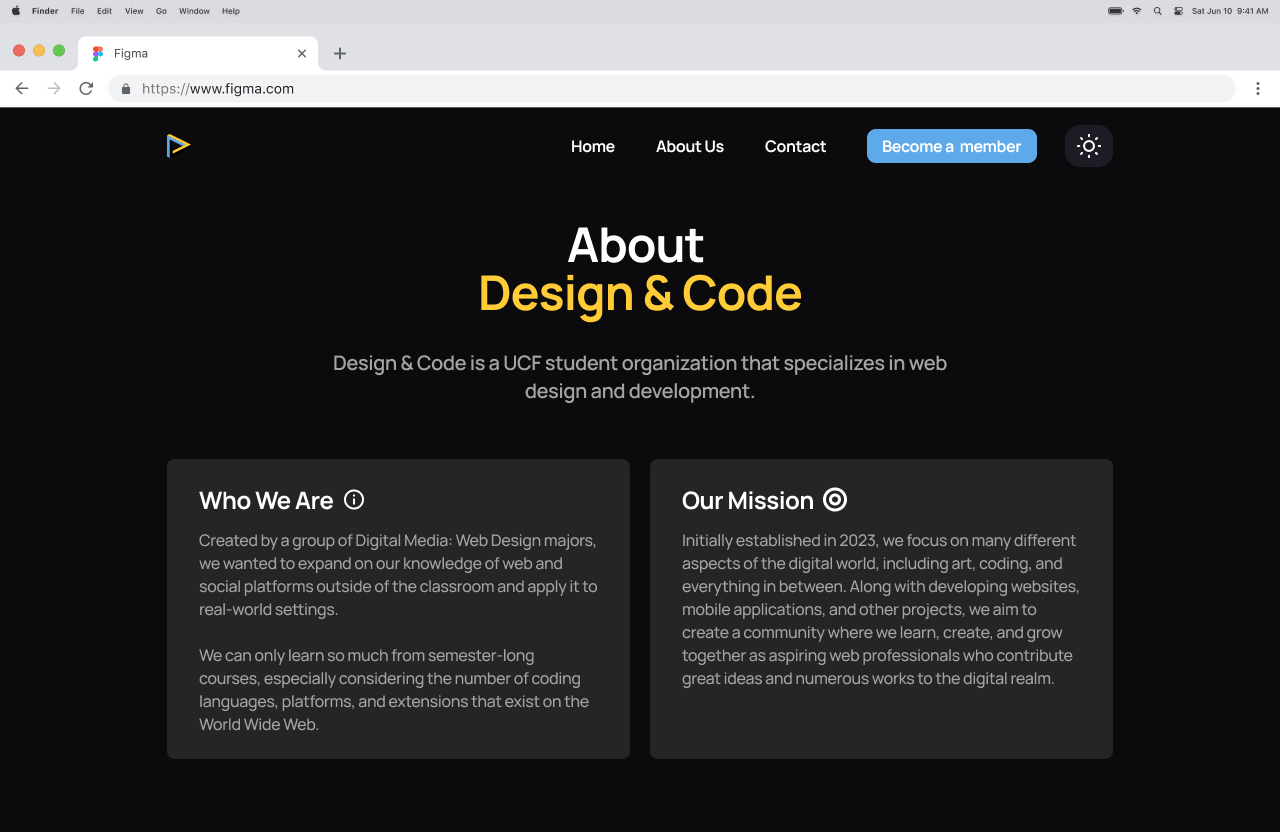 Finder File Edit View Go Window Help Sat Jun 10 9:41 AM
Figma
https://www.figma.com
Home About Us Contact Become a member
About
Design & Code
Design & Code is a UCF student organization that specializes in web
design and development.
Who We Are
Created by a group of Digital Media: Web Design majors,
we wanted to expand on our knowledge of web and
social platforms outside of the classroom and apply it to
real-world settings.
We can only learn so much from semester-long
courses, especially considering the number of coding
languages, platforms, and extensions that exist on the
World Wide Web.
Our Mission
Initially established in 2023, we focus on many different
aspects of the digital world, including art, coding, and
everything in between. Along with developing websites,
mobile applications, and other projects, we aim to
create a community where we learn, create, and grow
together as aspiring web professionals who contribute
great ideas and numerous works to the digital realm.